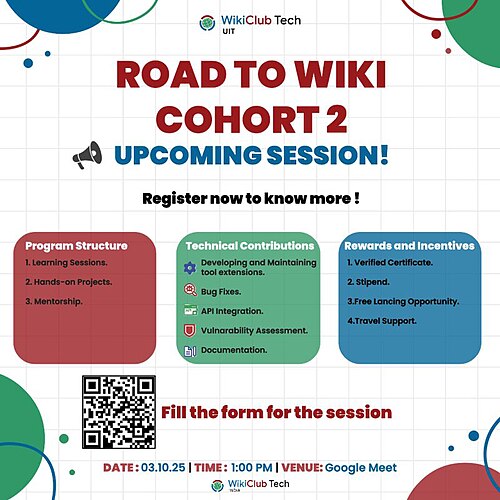 WikiClub Tech
UIT
ROAD TO WIKI
COHORT 2
UPCOMING SESSION!
Register now to know more !
Program Structure
1. Learning Sessions.
2. Hands-on Projects.
3. Mentorship.
Technical Contributions
Developing and Maintaining
tool extensions.
Bug Fixes.
API Integration.
Vulnarability Assessment.
Documentation.
Rewards and Incentives
1. Verified Certificate.
2. Stipend.
3.Free Lancing Opportunity.
4.Travel Support.
Fill the form for the session
DATE : 03.10.25 | TIME : 1:00 PM | VENUE: Google Meet
WikiClub Tech